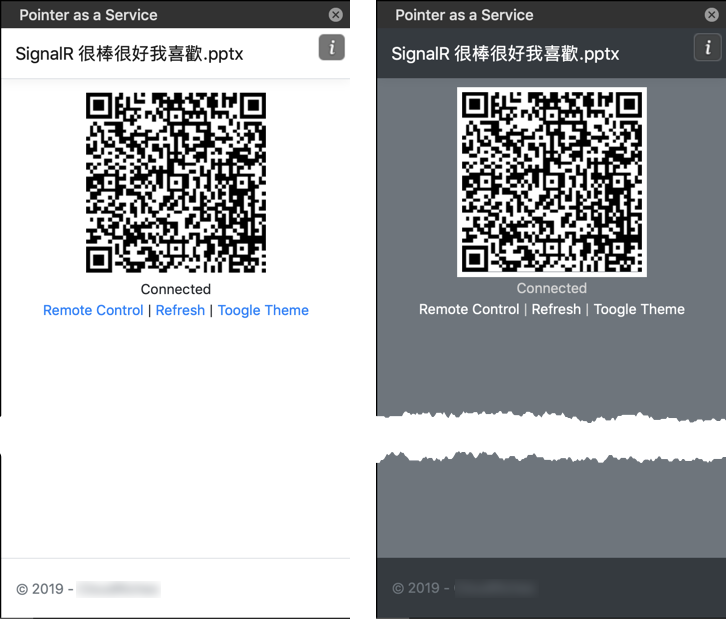 Pointer as a Service
SignalR 很棒很好我喜歡.pptx
i
Connected
Remote Control | Refresh | Toogle Theme
© 2019 -
Pointer as a Service
SignalR 很棒很好我喜歡.pptx
i
Connected
Remote Control | Refresh | Toogle Theme
© 2019 -